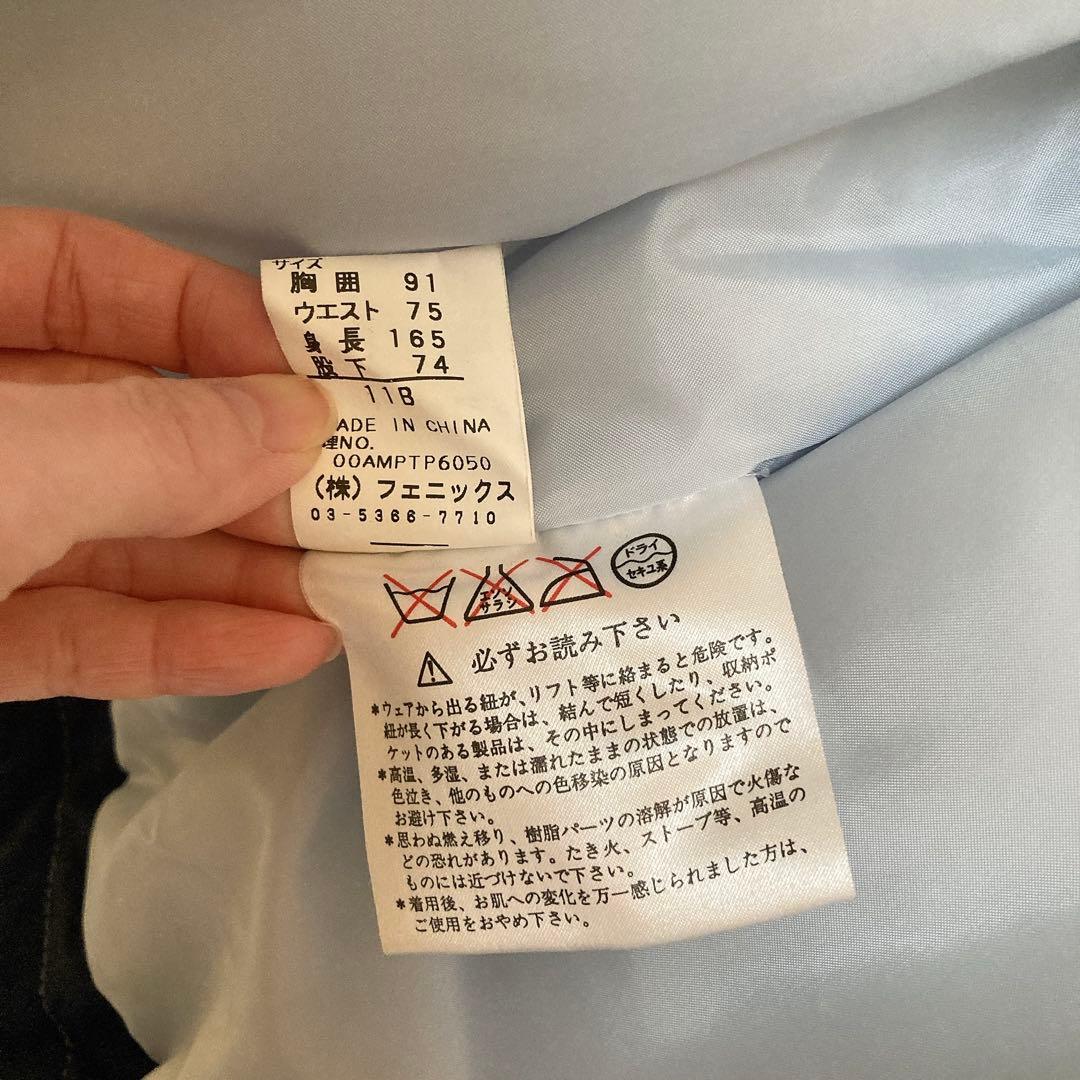 サイズ
胸囲 91
ウエスト 75
身長 165
股下 74
11B
ADE IN CHINA
理NO.
00AMPTP6050
(株)フェニックス
03-5366-7710
エンソ
サラシ
ドライ
セキユ系
必ずお読み下さい
*ウェアから出る紐が、リフト等に絡まると危険です。
紐が長く下がる場合は、結んで短くしたり、収納ポ
ケットのある製品は、その中にしまってください。
*高温、多湿、または濡れたままの状態での放置は、
色泣き、他のものへの色移染の原因となりますので
お避け下さい。
*思わぬ燃え移り、樹脂パーツの溶解が原因で火傷な
どの恐れがあります。たき火、ストーブ等、高温の
ものには近づけないで下さい。
*着用後、お肌への変化を万一感じられました方は、
ご使用をおやめ下さい。